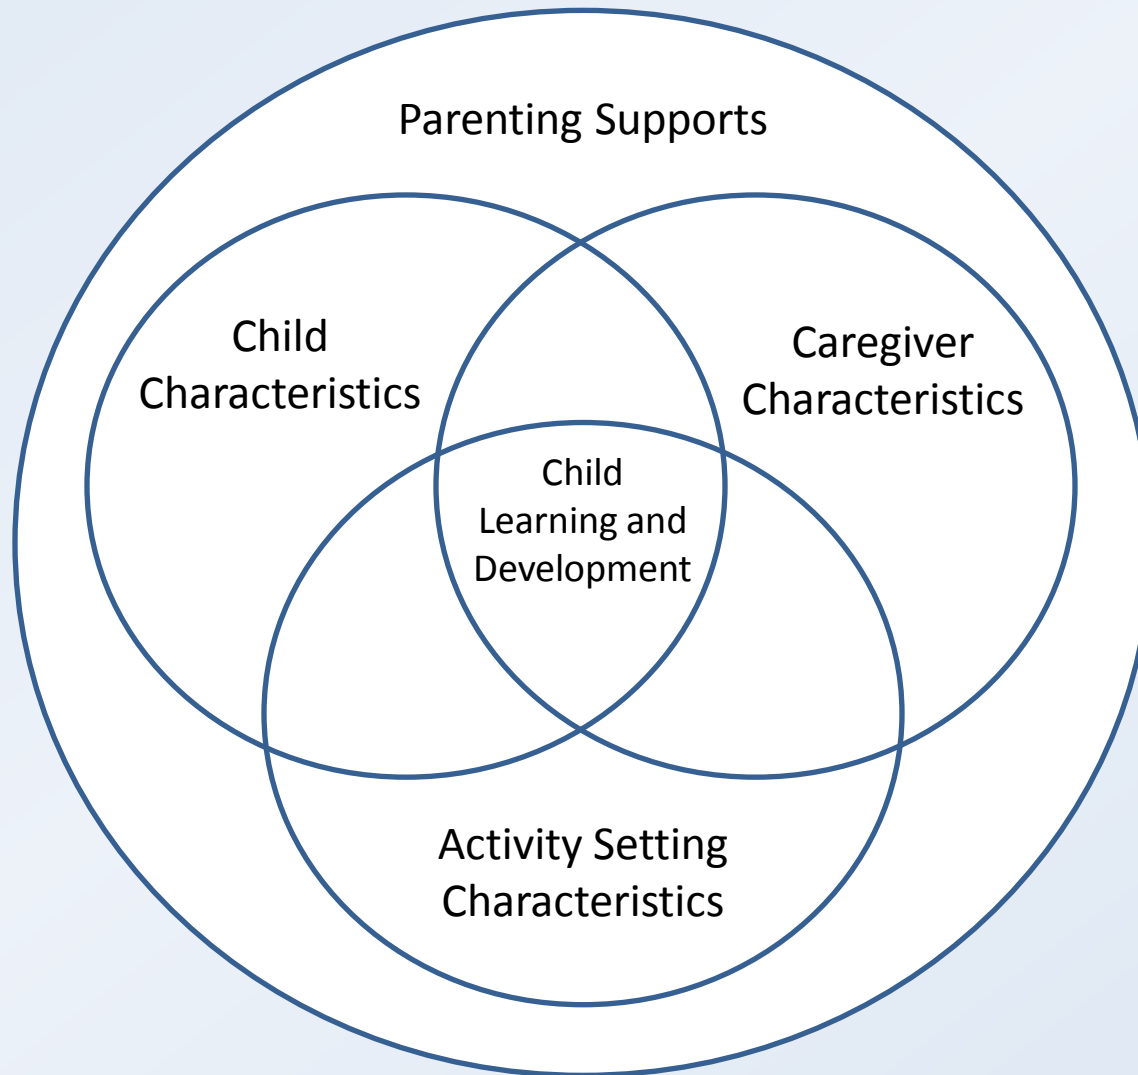 Parenting Supports
Child
Characteristics
Caregiver
Characteristics
Child
Learning and
Development
Activity Setting
Characteristics